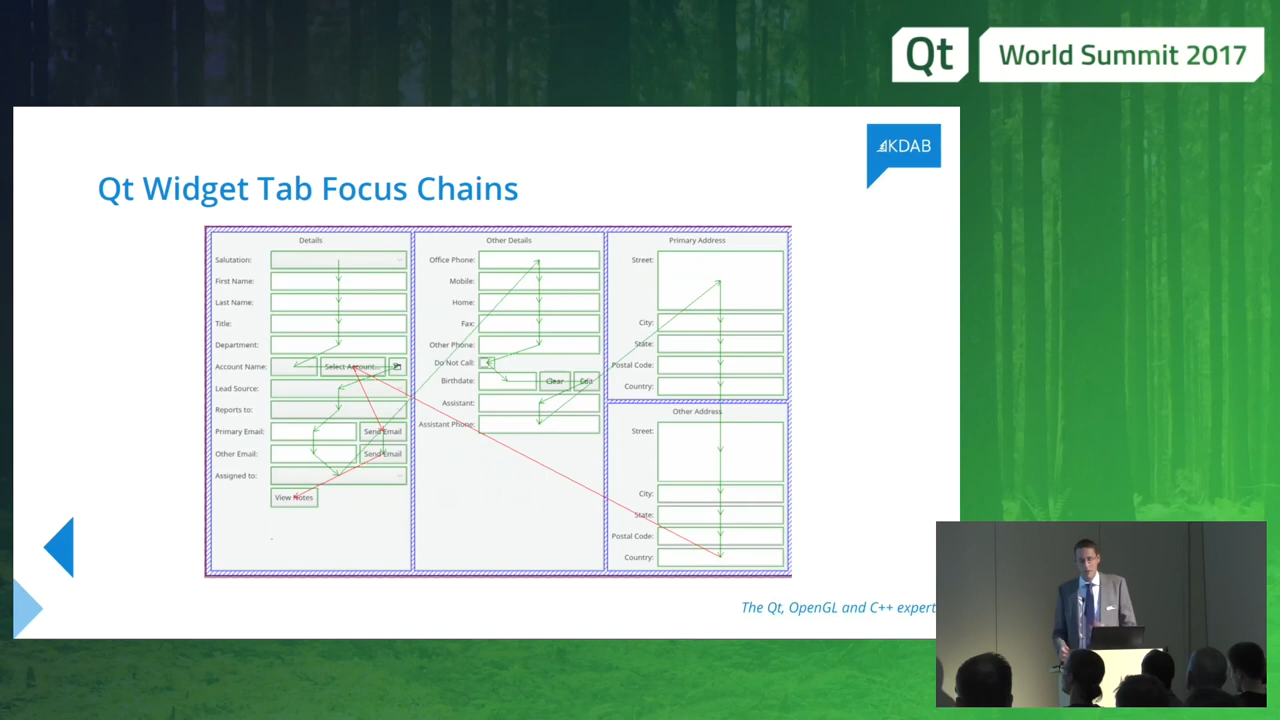 Qt World Summit 2017
KDAB
Qt Widget Tab Focus Chains
Details
Salutation:
First Name:
Last Name:
Title:
Department:
Account Name: Select Account...
Lead Source:
Reports to:
Primary Email: Send Email
Other Email: Send Email
Assigned to:
View Notes
Other Details
Office Phone:
Mobile:
Home:
Fax:
Other Phone:
Do Not Call:
Birthdate: Clear Edit
Assistant:
Assistant Phone:
Primary Address
Street:
City:
State:
Postal Code:
Country:
Other Address
Street:
City:
State:
Postal Code:
Country:
The Qt, OpenGL and C++ expert